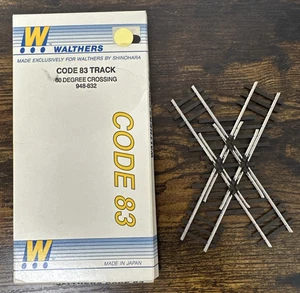 W
WALTHERS
MADE EXCLUSIVELY FOR WALTHERS BY SHINOHARA
CODE 83 TRACK
60 DEGREE CROSSING
948-832
CODE 83
W
MADE IN JAPAN